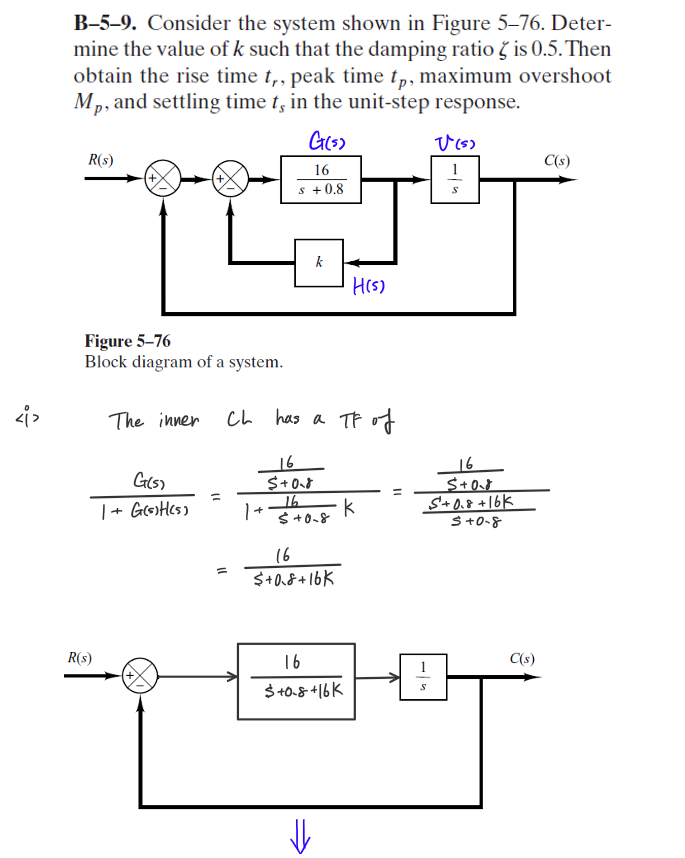 B–5–9. Consider the system shown in Figure 5–76. Deter-
mine the value of k such that the damping ratio ζ is 0.5. Then
obtain the rise time t_r, peak time t_p, maximum overshoot
M_p, and settling time t_s in the unit-step response.
G(s) V(s)
R(s) C(s)
+ − + −
16
s + 0.8
1
s
k
H(s)
Figure 5–76
Block diagram of a system.
<i> The inner CL has a TF of
G(s) / (1 + G(s)H(s)) = (16 / (S+0.8)) / (1 + (16 / (S+0.8)) K) = (16 / (S+0.8)) / ((S+0.8+16K) / (S+0.8))
= 16 / (S+0.8+16K)
R(s) C(s)
+ −
16
S+0.8+16K
1
s
⇓